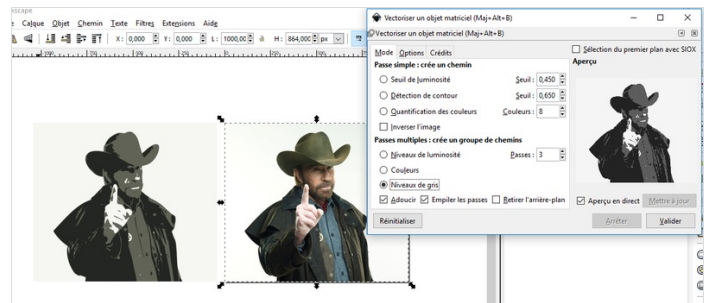 nkscape
Calque Objet Chemin Texte Filtres Extensions Aide
X: 0,000 Y: 0,000 L: 1000,00 H: 864,000 px
Vectoriser un objet matriciel (Maj+Alt+B)
Vectoriser un objet matriciel (Maj+Alt+B)
Mode Options Crédits
Sélection du premier plan avec SIOX
Passe simple : crée un chemin
Aperçu
Seuil de luminosité Seuil : 0,450
Détection de contour Seuil : 0,650
Quantification des couleurs Couleurs : 8
Inverser l'image
Passes multiples : crée un groupe de chemins
Niveaux de luminosité Passes : 3
Couleurs
Niveaux de gris
Adoucir Empiler les passes Retirer l'arrière-plan
Aperçu en direct Mettre à jour
Réinitialiser Arrêter Valider